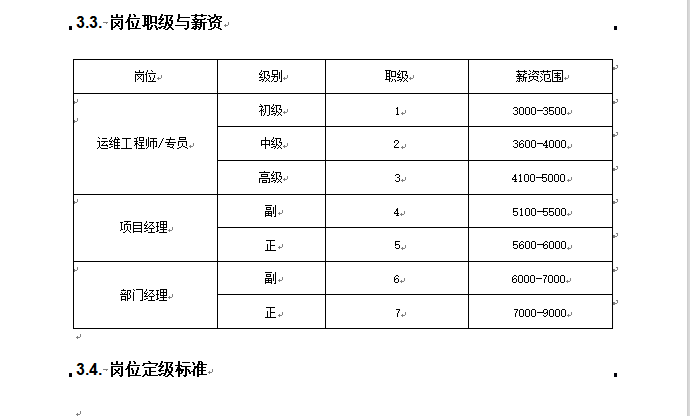 3.3. 岗位职级与薪资
岗位 级别 职级 薪资范围
运维工程师/专员 初级 1 3000-3500
中级 2 3600-4000
高级 3 4100-5000
项目经理 副 4 5100-5500
正 5 5600-6000
部门经理 副 6 6000-7000
正 7 7000-9000
3.4. 岗位定级标准